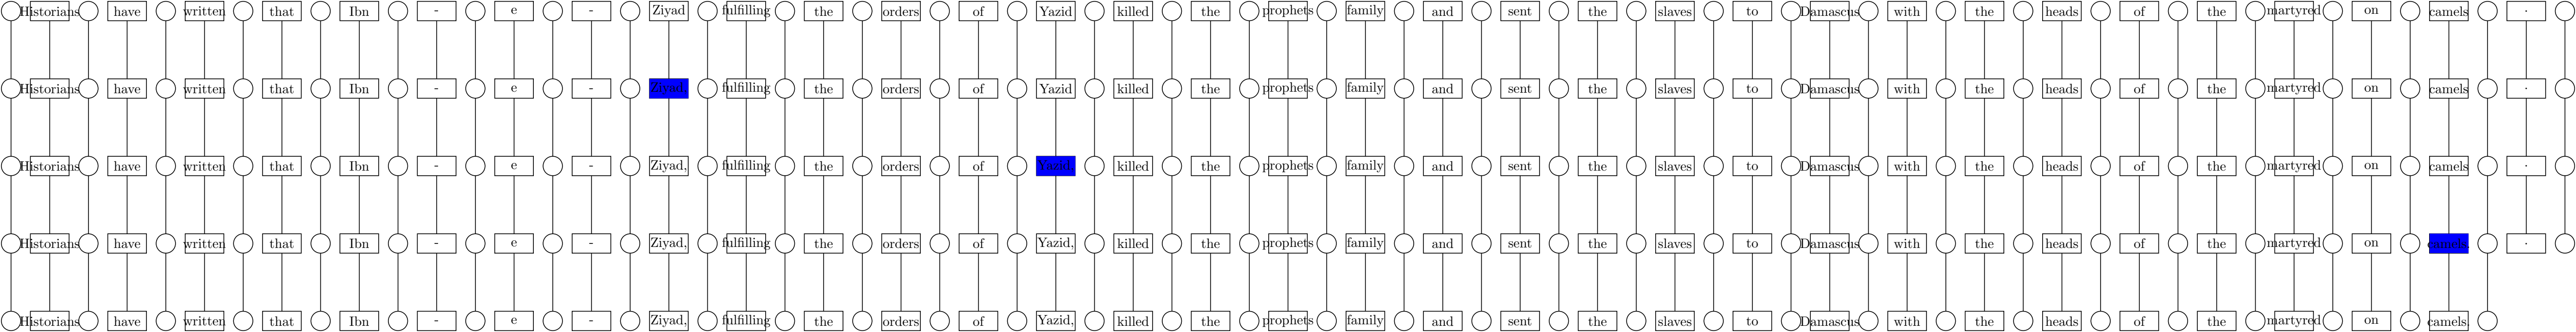 Historians have written that Ibn - e - Ziyad fulfilling the orders of Yazid killed the prophets family and sent the slaves to Damascus with the heads of the martyred on camels .
Historians have written that Ibn - e - Ziyad, fulfilling the orders of Yazid killed the prophets family and sent the slaves to Damascus with the heads of the martyred on camels .
Historians have written that Ibn - e - Ziyad, fulfilling the orders of Yazid, killed the prophets family and sent the slaves to Damascus with the heads of the martyred on camels .
Historians have written that Ibn - e - Ziyad, fulfilling the orders of Yazid, killed the prophets family and sent the slaves to Damascus with the heads of the martyred on camels. .
Historians have written that Ibn - e - Ziyad, fulfilling the orders of Yazid, killed the prophets family and sent the slaves to Damascus with the heads of the martyred on camels.